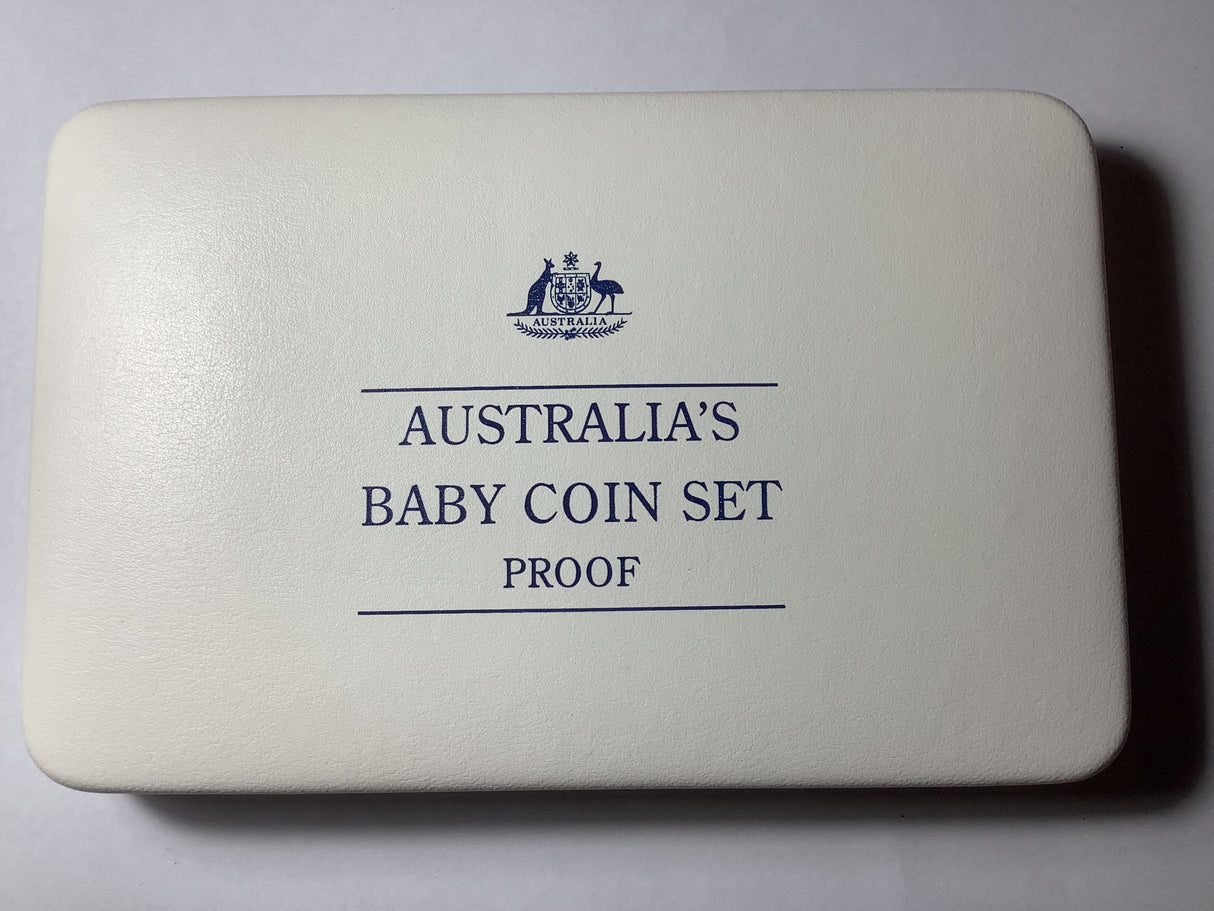 AUSTRALIA
AUSTRALIA'S
BABY COIN SET
PROOF